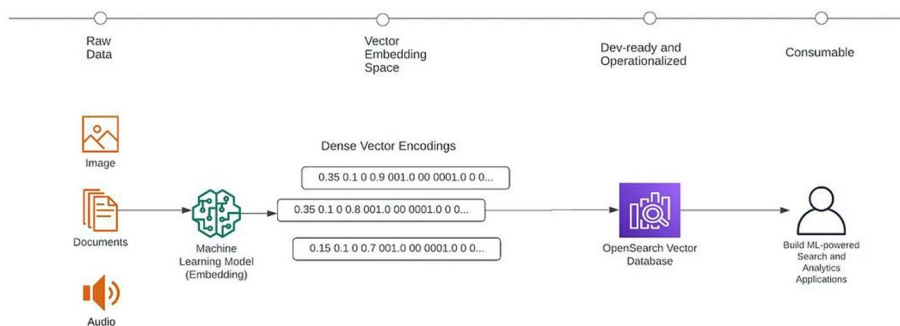 Raw
Data
Vector
Embedding
Space
Dev-ready and
Operationalized
Consumable
Image
Documents
Audio
Machine
Learning Model
(Embedding)
Dense Vector Encodings
0.35 0.1 0 0.9 001.0 00 0001.0 0 0...
0.35 0.1 0 0.8 001.0 00 0001.0 0 0...
0.15 0.1 0 0.7 001.0 00 0001.0 0 0...
OpenSearch Vector
Database
Build ML-powered
Search and
Analytics
Applications